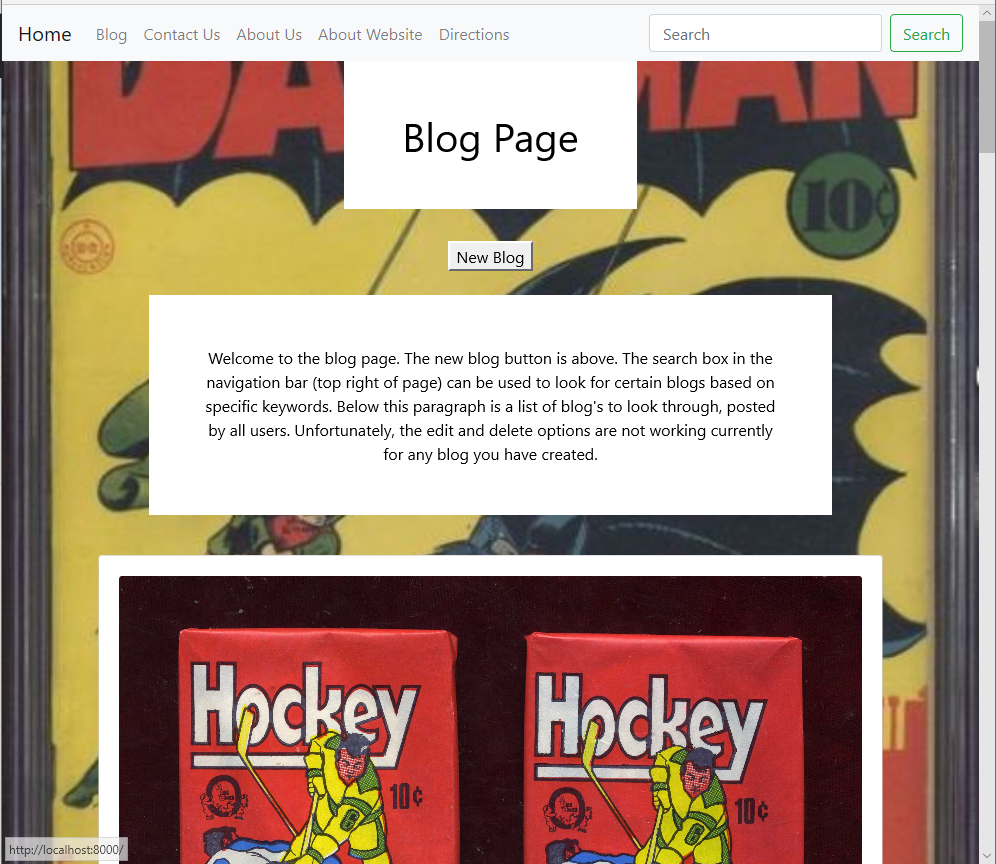 Home Blog Contact Us About Us About Website Directions Search Search
Blog Page
10¢
New Blog
Welcome to the blog page. The new blog button is above. The search box in the
navigation bar (top right of page) can be used to look for certain blogs based on
specific keywords. Below this paragraph is a list of blog's to look through, posted
by all users. Unfortunately, the edit and delete options are not working currently
for any blog you have created.
Hockey Hockey
10¢ 10¢
G G
http://localhost:8000/